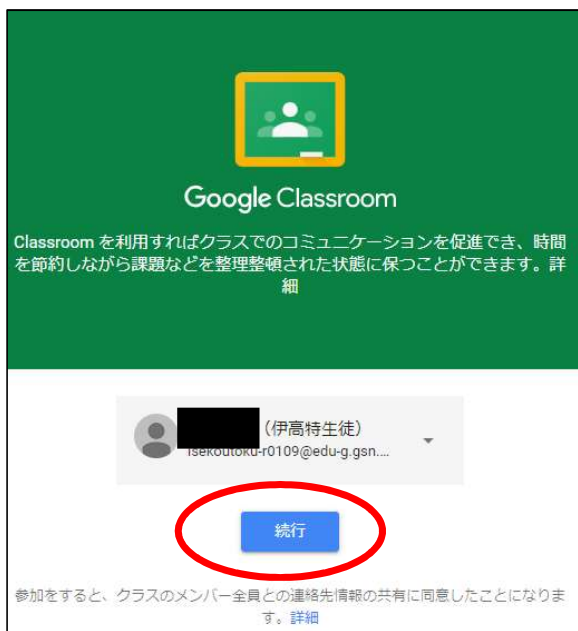 Google Classroom
Classroom を利用すればクラスでのコミュニケーションを促進でき、時間
を節約しながら課題などを整理整頓された状態に保つことができます。詳
細
（伊高特生徒）
isekoutoku-r0109@edu-g.gsn....
続行
参加をすると、クラスのメンバー全員との連絡先情報の共有に同意したことになりま
す。詳細